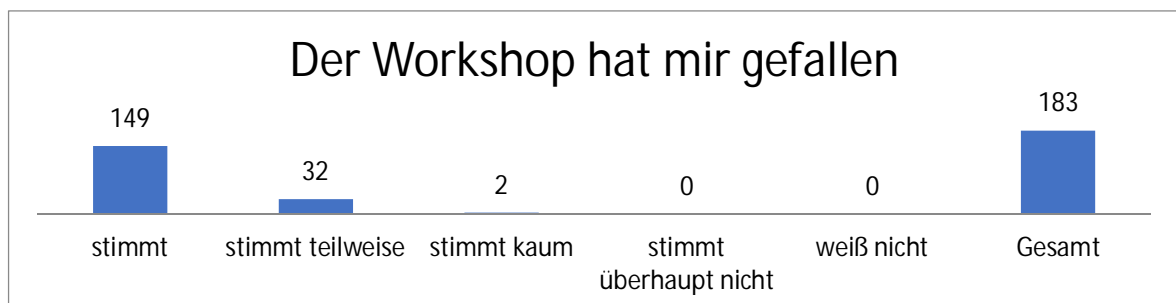 Der Workshop hat mir gefallen
149
32
2
0
0
183
stimmt
stimmt teilweise
stimmt kaum
stimmt
überhaupt nicht
weiß nicht
Gesamt